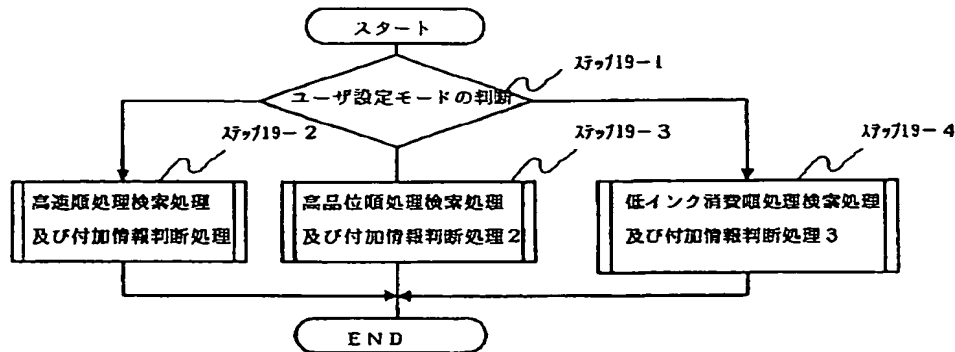 スタート
ステップ19-1
ユーザ設定モードの判断
ステップ19-2
ステップ19-3
ステップ19-4
高速順処理検索処理
及び付加情報判断処理
高品位順処理検索処理
及び付加情報判断処理2
低インク消費順処理検索処理
及び付加情報判断処理3
END